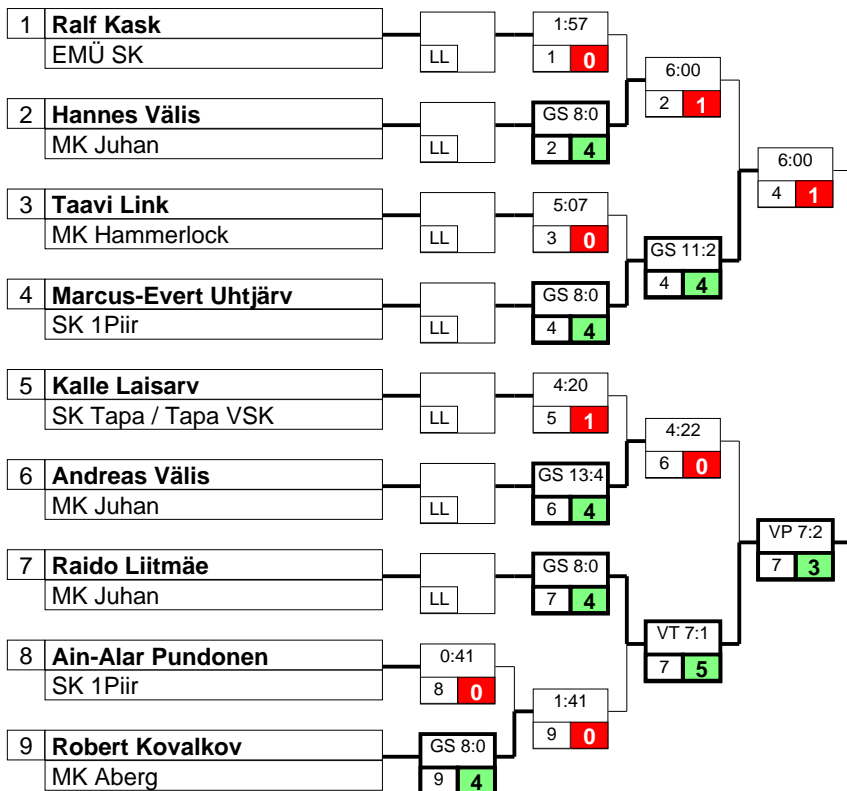 1 Ralf Kask
EMÜ SK
LL
1:57
1 0
6:00
2 1
2 Hannes Välis
MK Juhan
LL
GS 8:0
2 4
6:00
4 1
3 Taavi Link
MK Hammerlock
LL
5:07
3 0
GS 11:2
4 4
4 Marcus-Evert Uhtjärv
SK 1Piir
LL
GS 8:0
4 4
5 Kalle Laisarv
SK Tapa / Tapa VSK
LL
4:20
5 1
4:22
6 0
6 Andreas Välis
MK Juhan
LL
GS 13:4
6 4
VP 7:2
7 3
7 Raido Liitmäe
MK Juhan
LL
GS 8:0
7 4
VT 7:1
7 5
8 Ain-Alar Pundonen
SK 1Piir
0:41
8 0
1:41
9 0
9 Robert Kovalkov
MK Aberg
GS 8:0
9 4